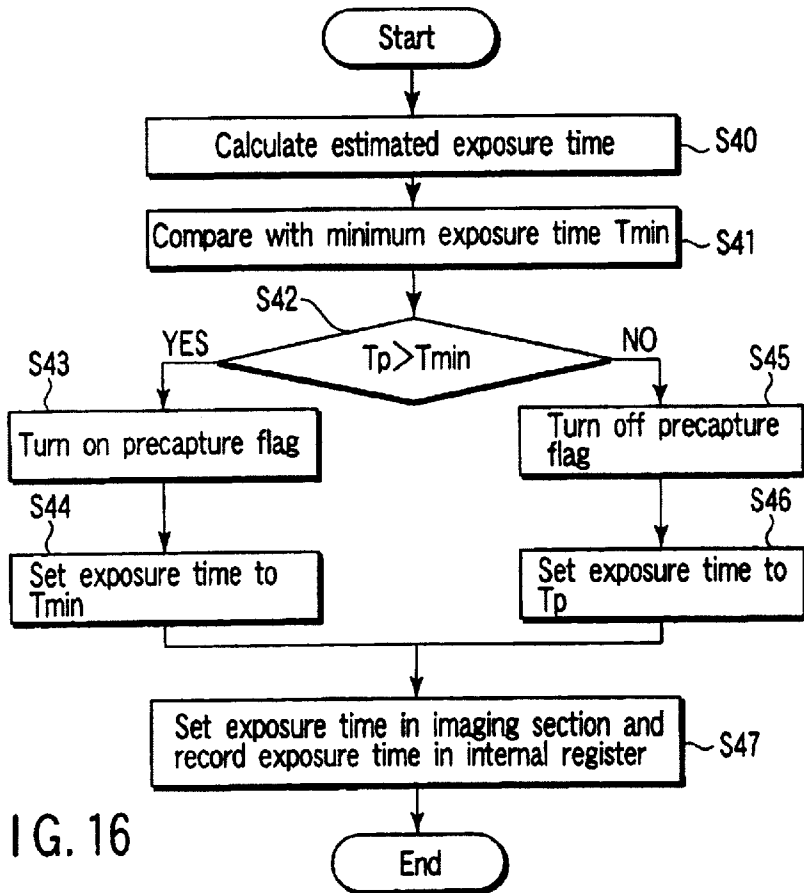 Start
Calculate estimated exposure time
S40
Compare with minimum exposure time Tmin
S41
S42
Tp>Tmin
YES
NO
S43
Turn on precapture flag
S45
Turn off precapture
flag
S44
Set exposure time to
Tmin
S46
Set exposure time to
Tp
Set exposure time in imaging section and
record exposure time in internal register
S47
IG. 16
End